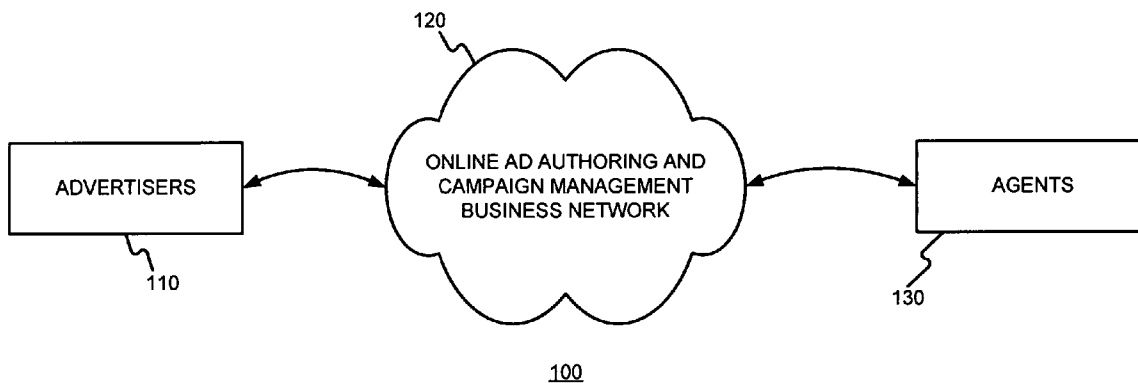 120
ADVERTISERS
ONLINE AD AUTHORING AND
CAMPAIGN MANAGEMENT
BUSINESS NETWORK
AGENTS
110
130
100